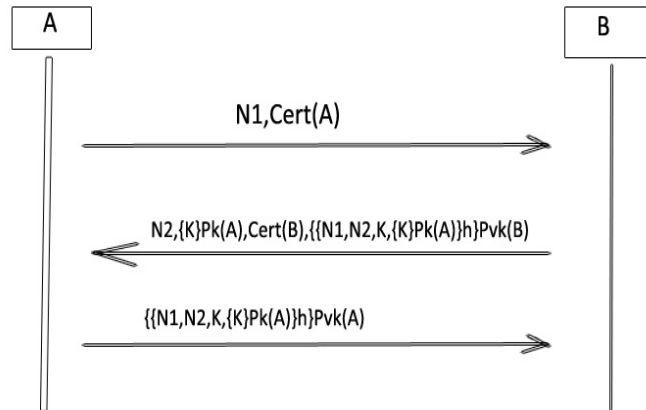 A
B
N1,Cert(A)
N2,{K}Pk(A),Cert(B),{{N1,N2,K,{K}Pk(A)}h}Pvk(B)
{{N1,N2,K,{K}Pk(A)}h}Pvk(A)